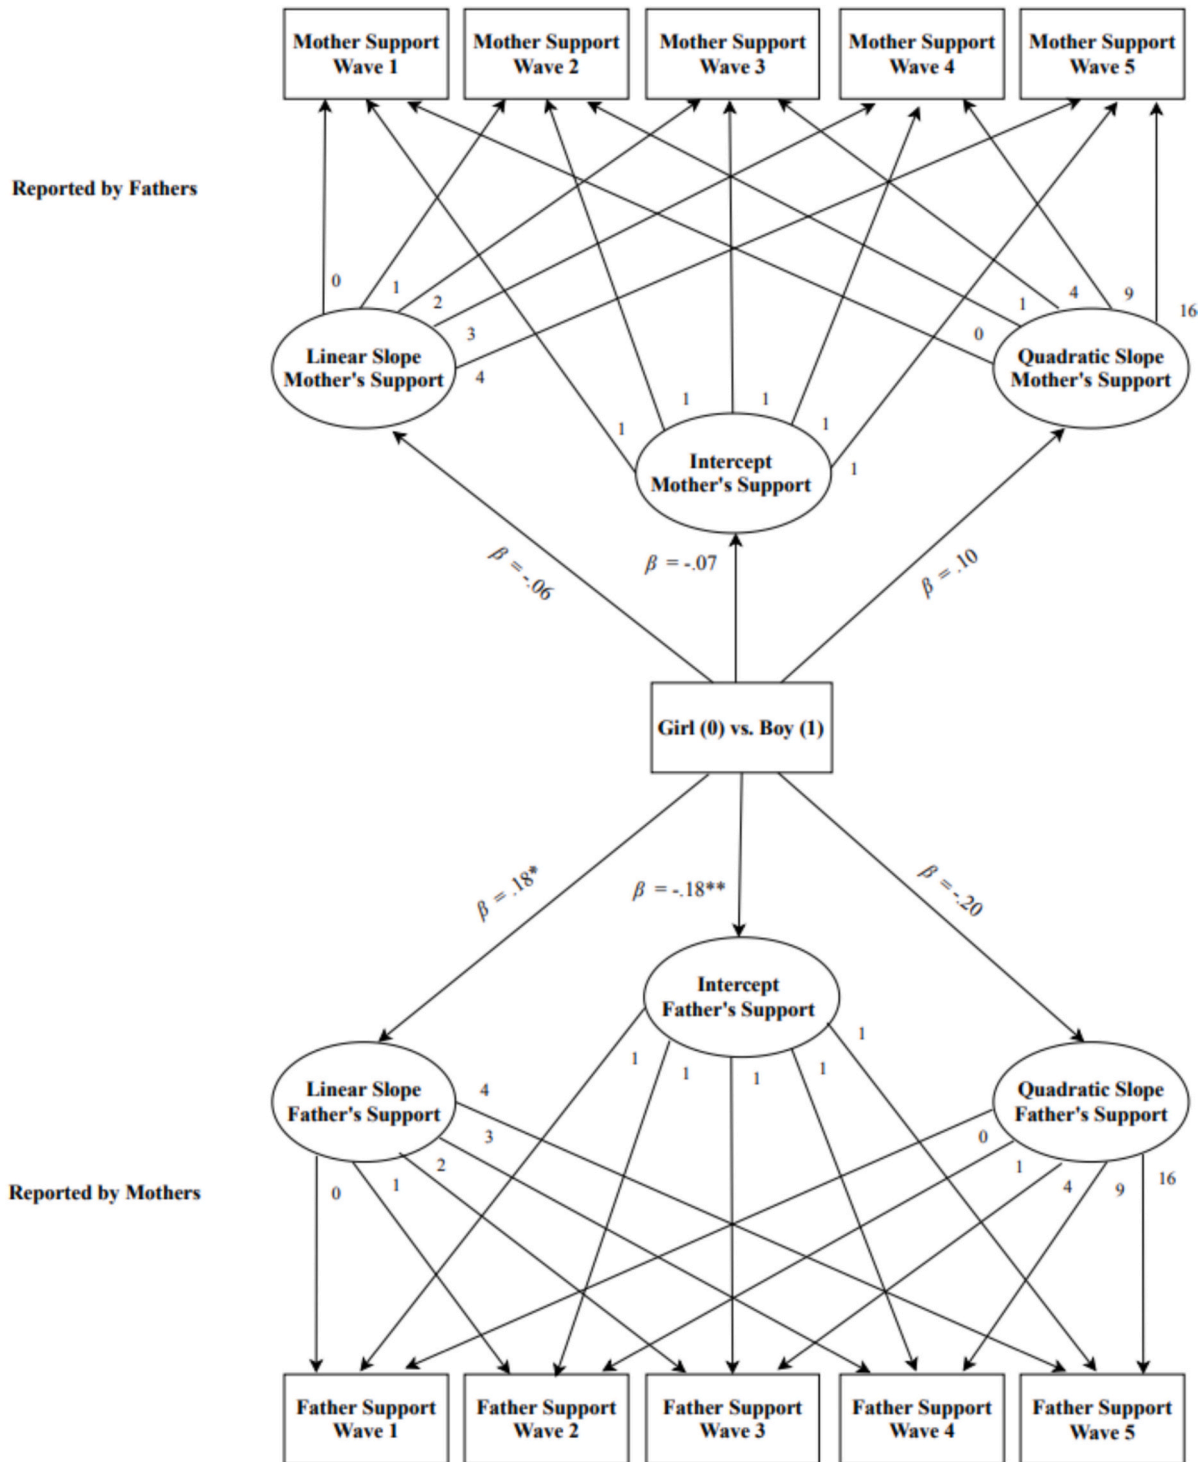 Mother Support
Wave 1
Mother Support
Wave 2
Mother Support
Wave 3
Mother Support
Wave 4
Mother Support
Wave 5
Reported by Fathers
0
1
2
3
4
Linear Slope
Mother's Support
1
1
1
1
1
Intercept
Mother's Support
0
1
4
9
16
Quadratic Slope
Mother's Support
β = -.06
β = -.07
β = .10
Girl (0) vs. Boy (1)
β = .18*
β = -.18**
β = -.20
Intercept
Father's Support
1
1
1
1
1
Linear Slope
Father's Support
4
3
2
1
0
Quadratic Slope
Father's Support
0
1
4
9
16
Reported by Mothers
Father Support
Wave 1
Father Support
Wave 2
Father Support
Wave 3
Father Support
Wave 4
Father Support
Wave 5